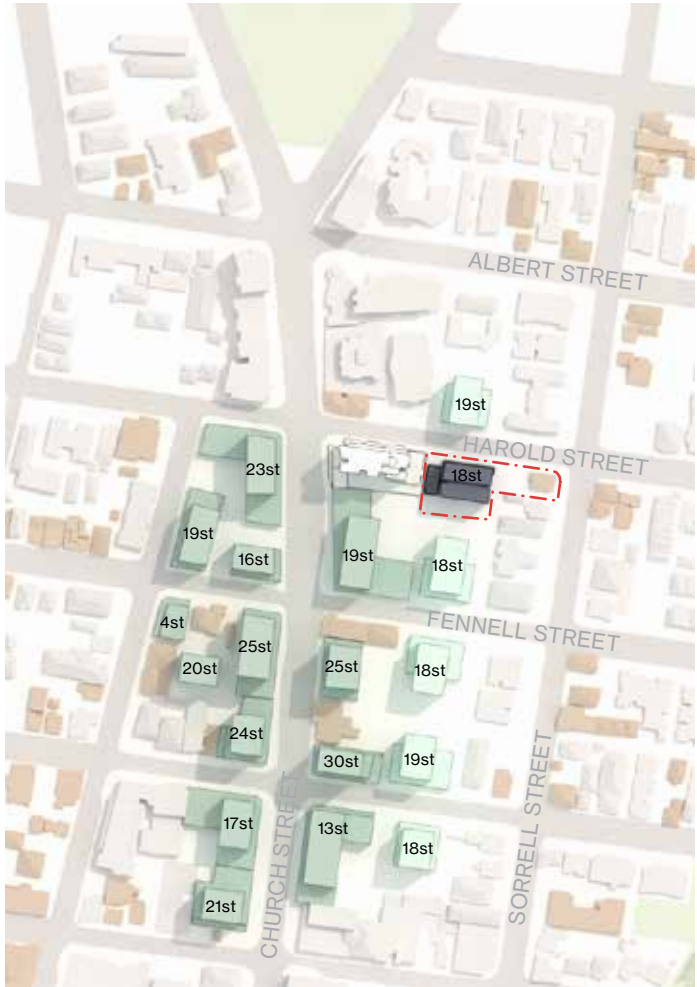 ALBERT STREET
19st
HAROLD STREET
23st
18st
19st
16st
19st
18st
FENNELL STREET
4st
25st
20st
25st
18st
24st
30st
19st
SORRELL STREET
CHURCH STREET
17st
13st
18st
21st